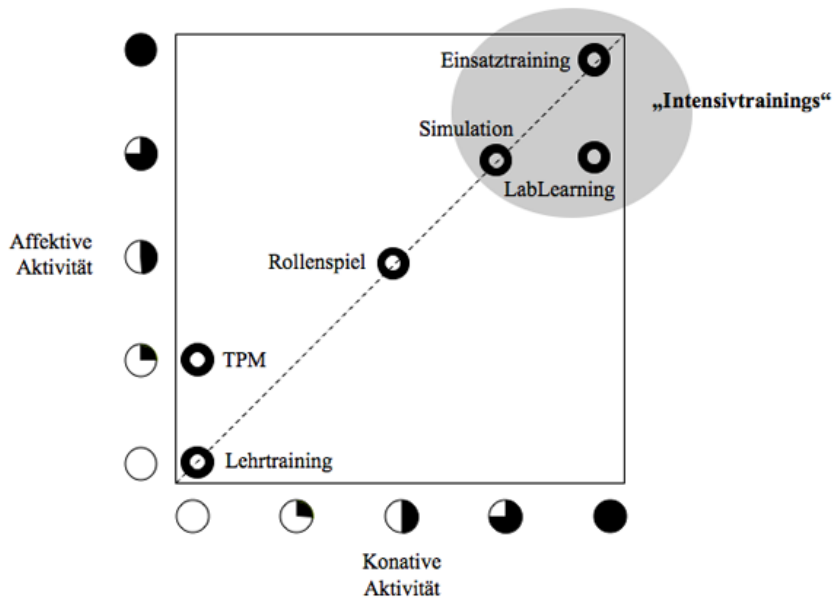 Einsatztraining
„Intensivtrainings“
Simulation
LabLearning
Affektive
Aktivität
Rollenspiel
TPM
Lehrtraining
Konative
Aktivität